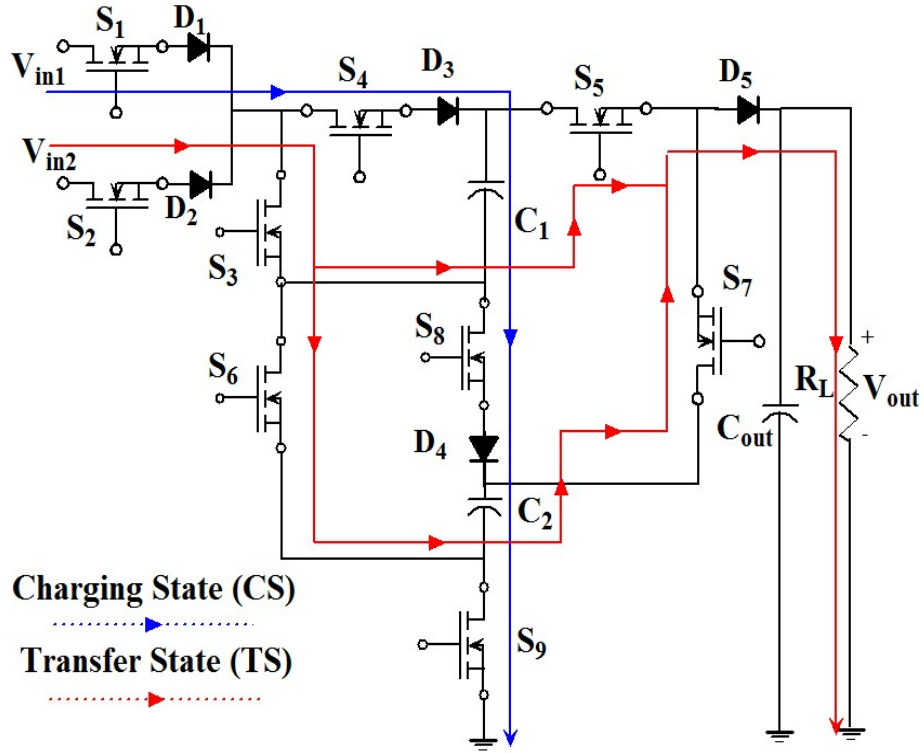 S1
D1
Vin1
S4
D3
S5
D5
Vin2
S2
D2
C1
S3
S7
S8
S6
RL
+
Vout
-
D4
Cout
C2
Charging State (CS)
S9
Transfer State (TS)